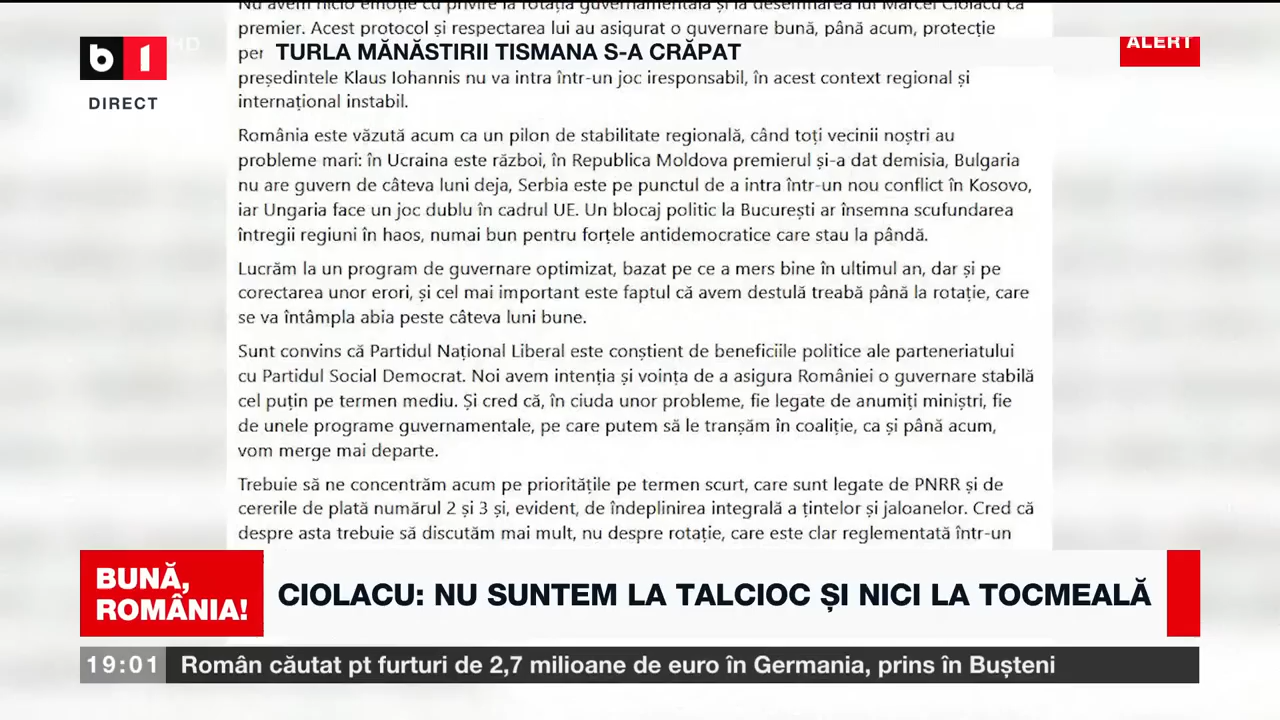 Nu avem nicio emoție cu privire la rotația guvernamentală și la desemnarea lui Marcel Ciolacu ca
premier. Acest protocol și respectarea lui au asigurat o guvernare bună, până acum, protecție
b 1
DIRECT
TURLA MĂNĂSTIRII TISMANA S-A CRĂPAT
ALERT
președintele Klaus Iohannis nu va intra într-un joc iresponsabil, în acest context regional și
internațional instabil.
România este văzută acum ca un pilon de stabilitate regională, când toți vecinii noștri au
probleme mari: în Ucraina este război, în Republica Moldova premierul și-a dat demisia, Bulgaria
nu are guvern de câteva luni deja, Serbia este pe punctul de a intra într-un nou conflict în Kosovo,
iar Ungaria face un joc dublu în cadrul UE. Un blocaj politic la București ar însemna scufundarea
întregii regiuni în haos, numai bun pentru forțele antidemocratice care stau la pândă.
Lucrăm la un program de guvernare optimizat, bazat pe ce a mers bine în ultimul an, dar și pe
corectarea unor erori, și cel mai important este faptul că avem destulă treabă până la rotație, care
se va întâmpla abia peste câteva luni bune.
Sunt convins că Partidul Național Liberal este conștient de beneficiile politice ale parteneriatului
cu Partidul Social Democrat. Noi avem intenția și voința de a asigura României o guvernare stabilă
cel puțin pe termen mediu. Și cred că, în ciuda unor probleme, fie legate de anumiți miniștri, fie
de unele programe guvernamentale, pe care putem să le tranșăm în coaliție, ca și până acum,
vom merge mai departe.
Trebuie să ne concentrăm acum pe prioritățile pe termen scurt, care sunt legate de PNRR și de
cererile de plată numărul 2 și 3 și, evident, de îndeplinirea integrală a țintelor și jaloanelor. Cred că
despre asta trebuie să discutăm mai mult, nu despre rotație, care este clar reglementată într-un
BUNĂ,
ROMÂNIA!
CIOLACU: NU SUNTEM LA TALCIOC ȘI NICI LA TOCMEALĂ
19:01 Român căutat pt furturi de 2,7 milioane de euro în Germania, prins în Bușteni